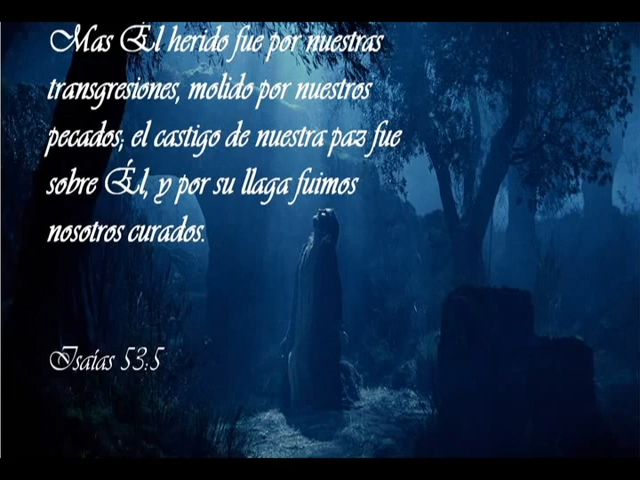 Mas Él herido fue por nuestras
transgresiones, molido por nuestros
pecados; el castigo de nuestra paz fue
sobre Él, y por su llaga fuimos
nosotros curados.
Isaías 53:5